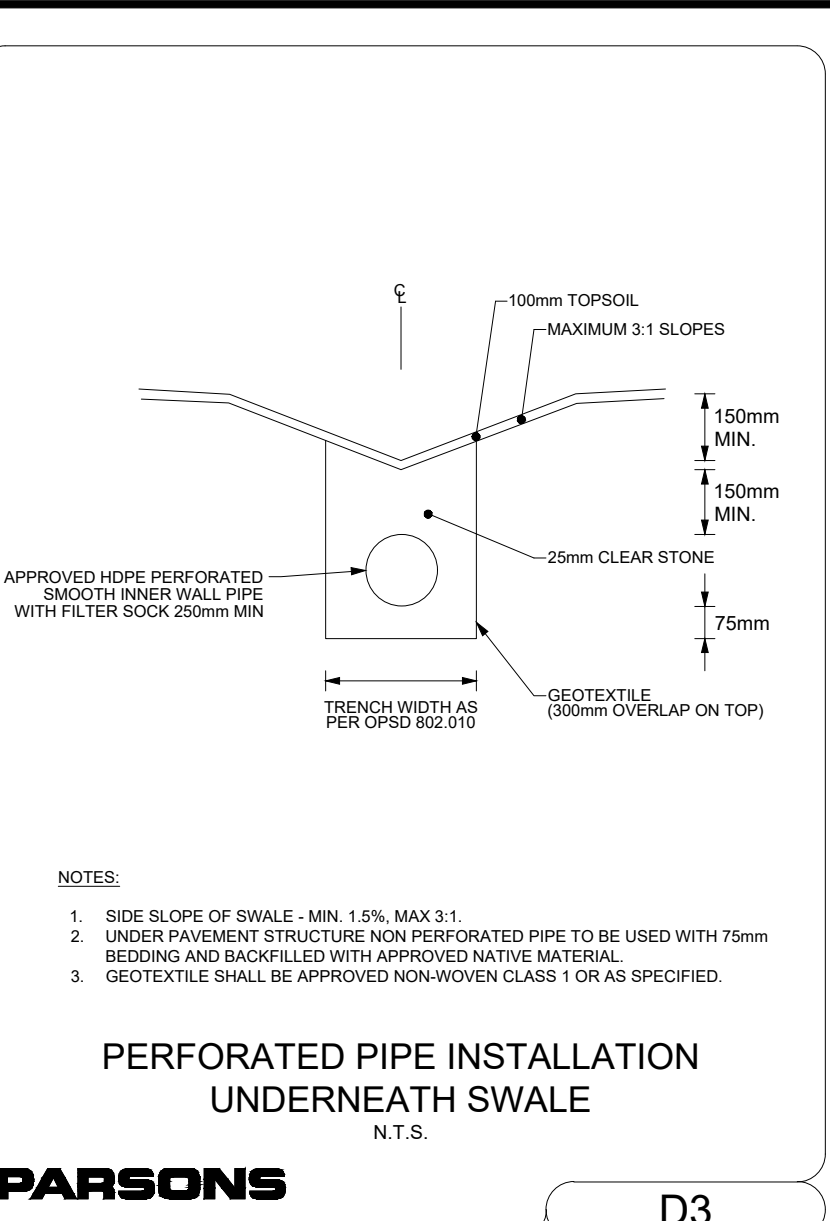 ℄
100mm TOPSOIL
MAXIMUM 3:1 SLOPES
150mm
MIN.
150mm
MIN.
25mm CLEAR STONE
APPROVED HDPE PERFORATED
SMOOTH INNER WALL PIPE
WITH FILTER SOCK 250mm MIN
75mm
TRENCH WIDTH AS
PER OPSD 802.010
GEOTEXTILE
(300mm OVERLAP ON TOP)
NOTES:
1. SIDE SLOPE OF SWALE - MIN. 1.5%, MAX 3:1.
2. UNDER PAVEMENT STRUCTURE NON PERFORATED PIPE TO BE USED WITH 75mm
BEDDING AND BACKFILLED WITH APPROVED NATIVE MATERIAL.
3. GEOTEXTILE SHALL BE APPROVED NON-WOVEN CLASS 1 OR AS SPECIFIED.
PERFORATED PIPE INSTALLATION
UNDERNEATH SWALE
N.T.S.
PARSONS
D3